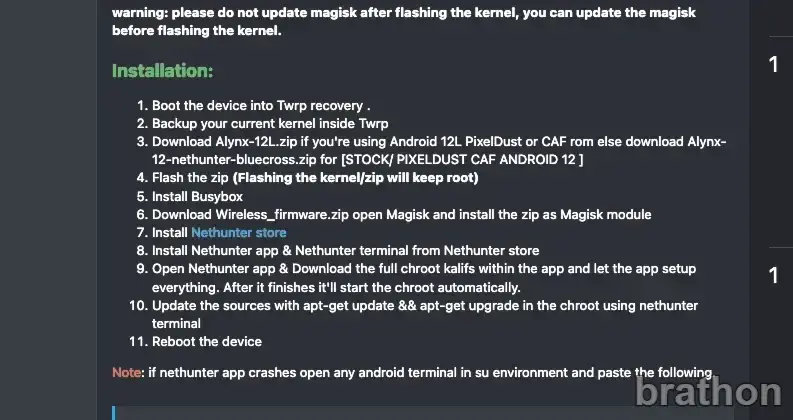 warning: please do not update magisk after flashing the kernel, you can update the magisk
before flashing the kernel.
Installation:
1. Boot the device into Twrp recovery .
2. Backup your current kernel inside Twrp
3. Download Alynx-12L.zip if you're using Android 12L PixelDust or CAF rom else download Alynx-
12-nethunter-bluecross.zip for [STOCK/ PIXELDUST CAF ANDROID 12 ]
4. Flash the zip (Flashing the kernel/zip will keep root)
5. Install Busybox
6. Download Wireless_firmware.zip open Magisk and install the zip as Magisk module
7. Install Nethunter store
8. Install Nethunter app & Nethunter terminal from Nethunter store
9. Open Nethunter app & Download the full chroot kalifs within the app and let the app setup
everything. After it finishes it'll start the chroot automatically.
10. Update the sources with apt-get update && apt-get upgrade in the chroot using nethunter
terminal
11. Reboot the device
Note: if nethunter app crashes open any android terminal in su environment and paste the following.
1
1
brathon